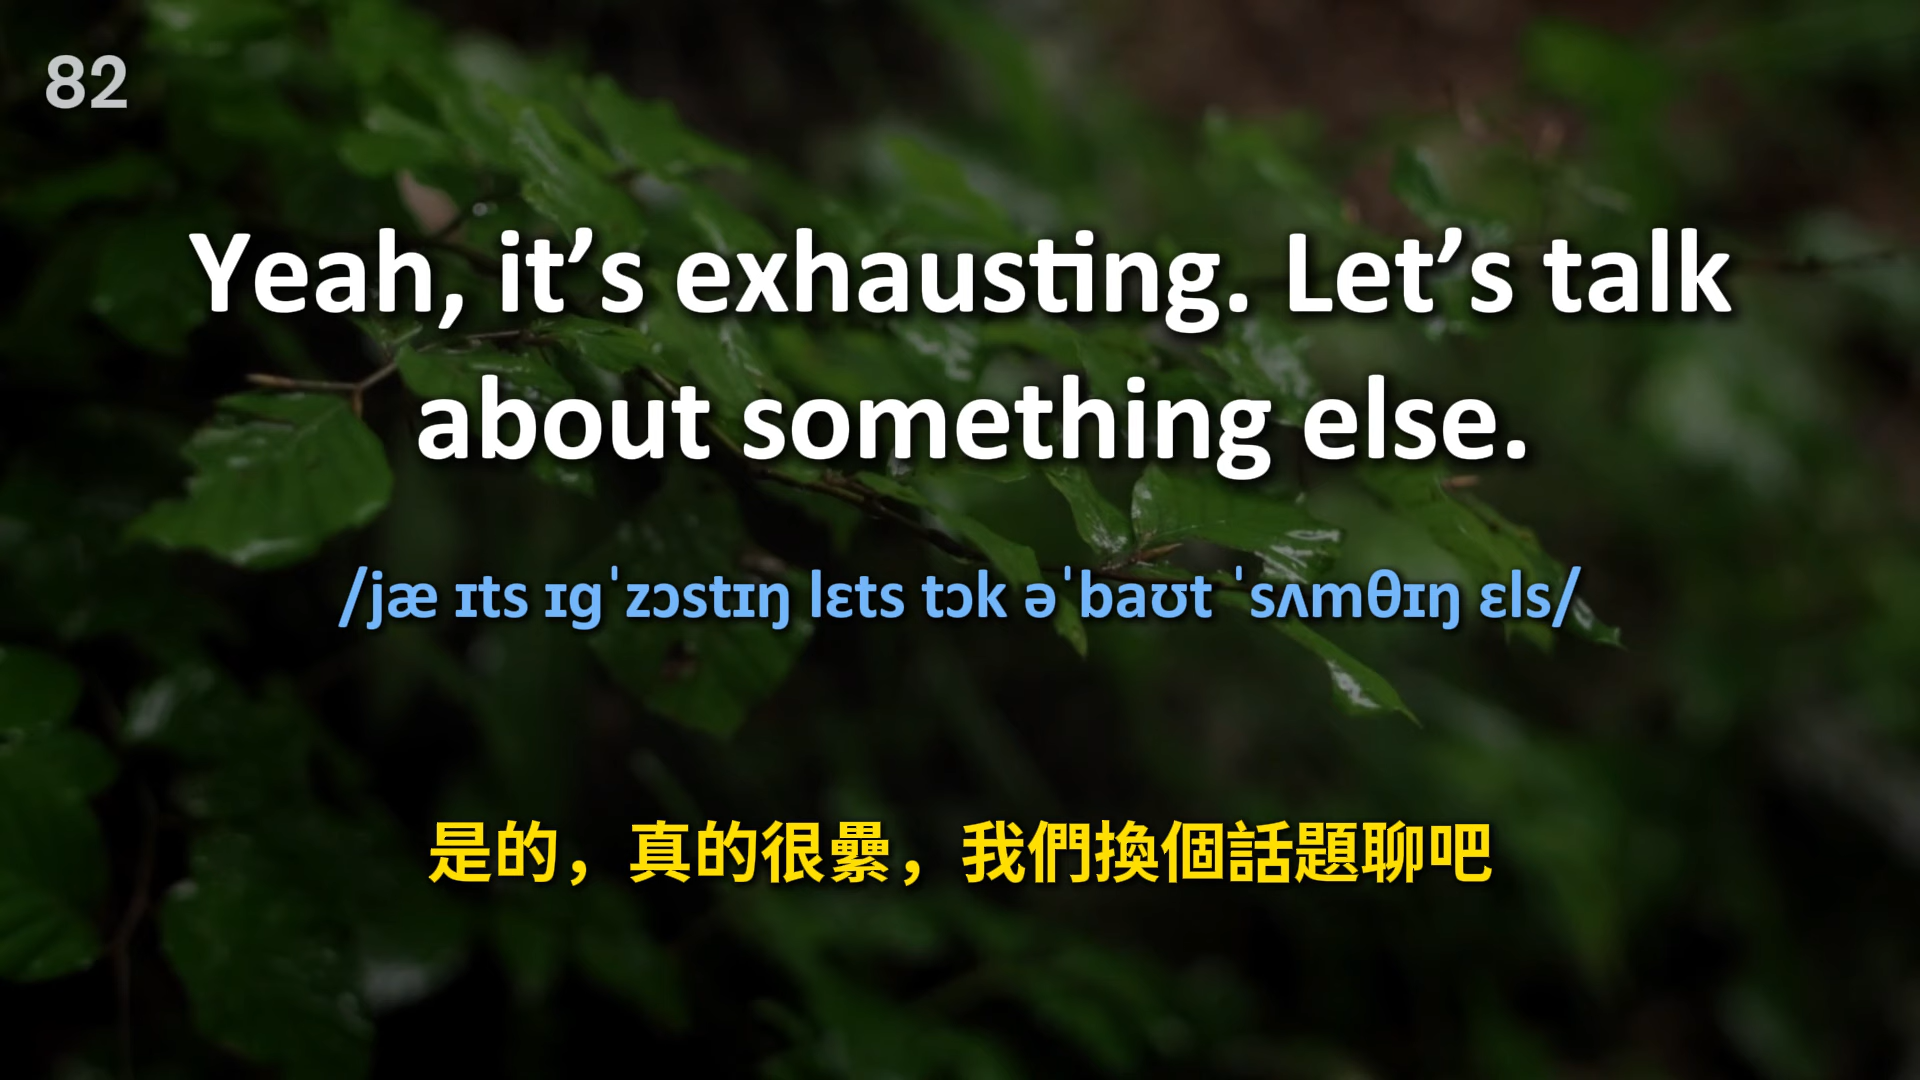 82
Yeah, it’s exhausting. Let’s talk
about something else.
/jæ ɪts ɪɡˈzɔstɪŋ lɛts tɔk əˈbaʊt ˈsʌmθɪŋ ɛls/
是的，真的很纍，我們換個話題聊吧